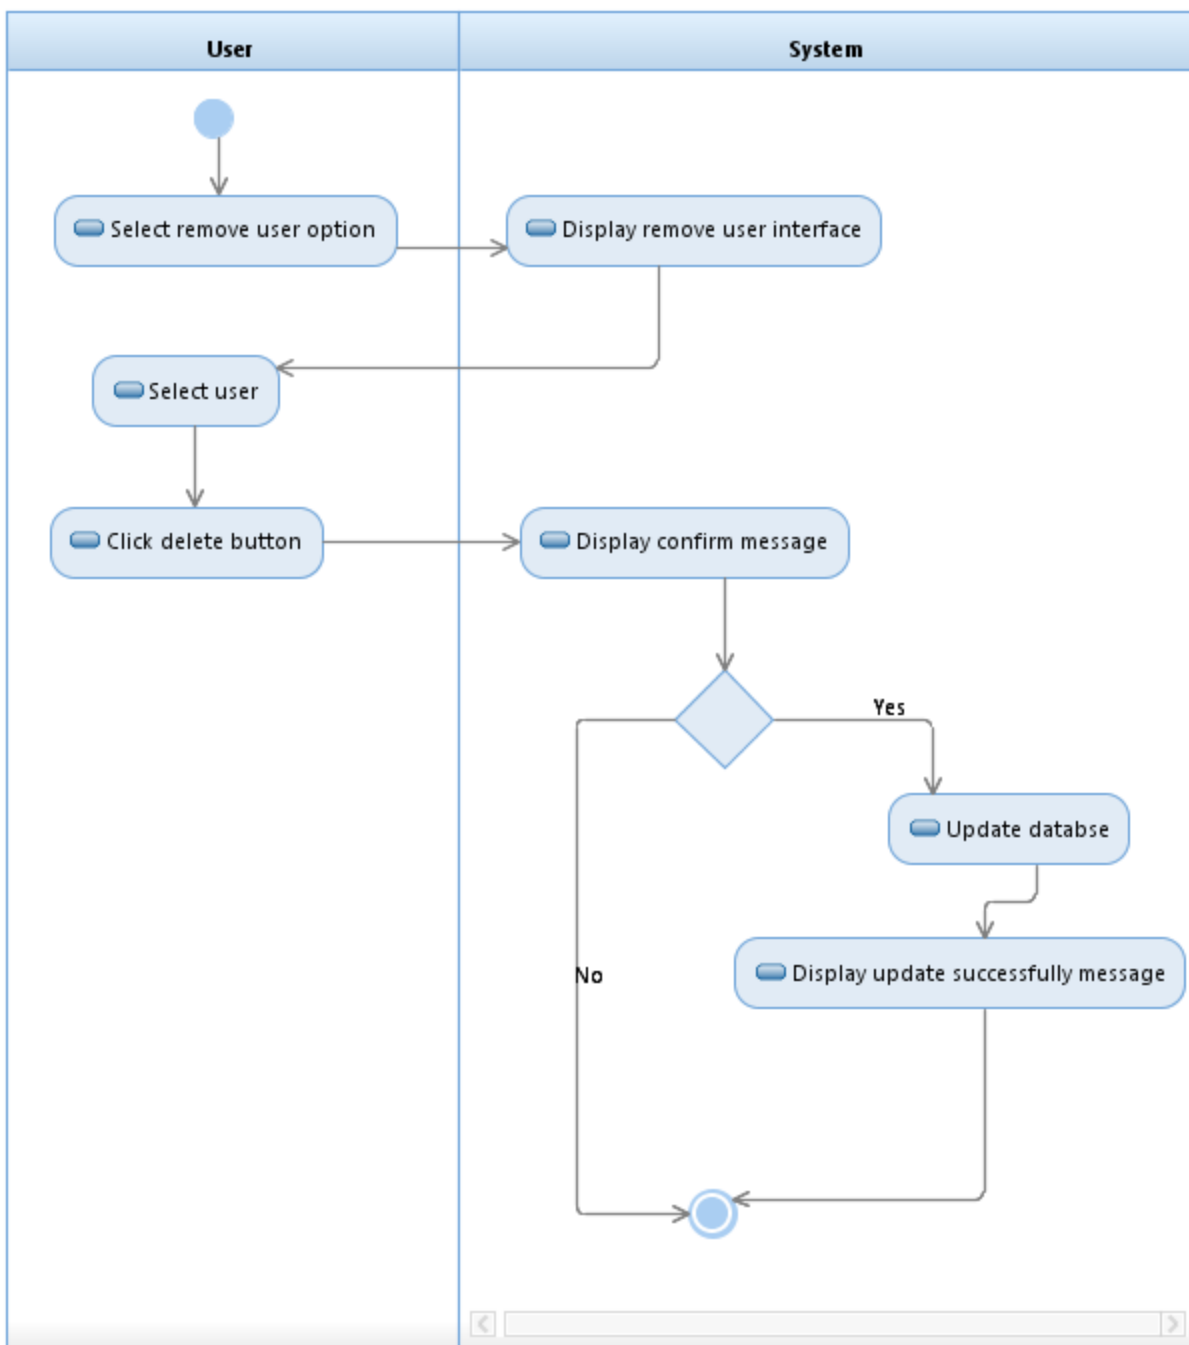 User
System
Select remove user option
Display remove user interface
Select user
Click delete button
Display confirm message
Yes
Update databse
No
Display update successfully message